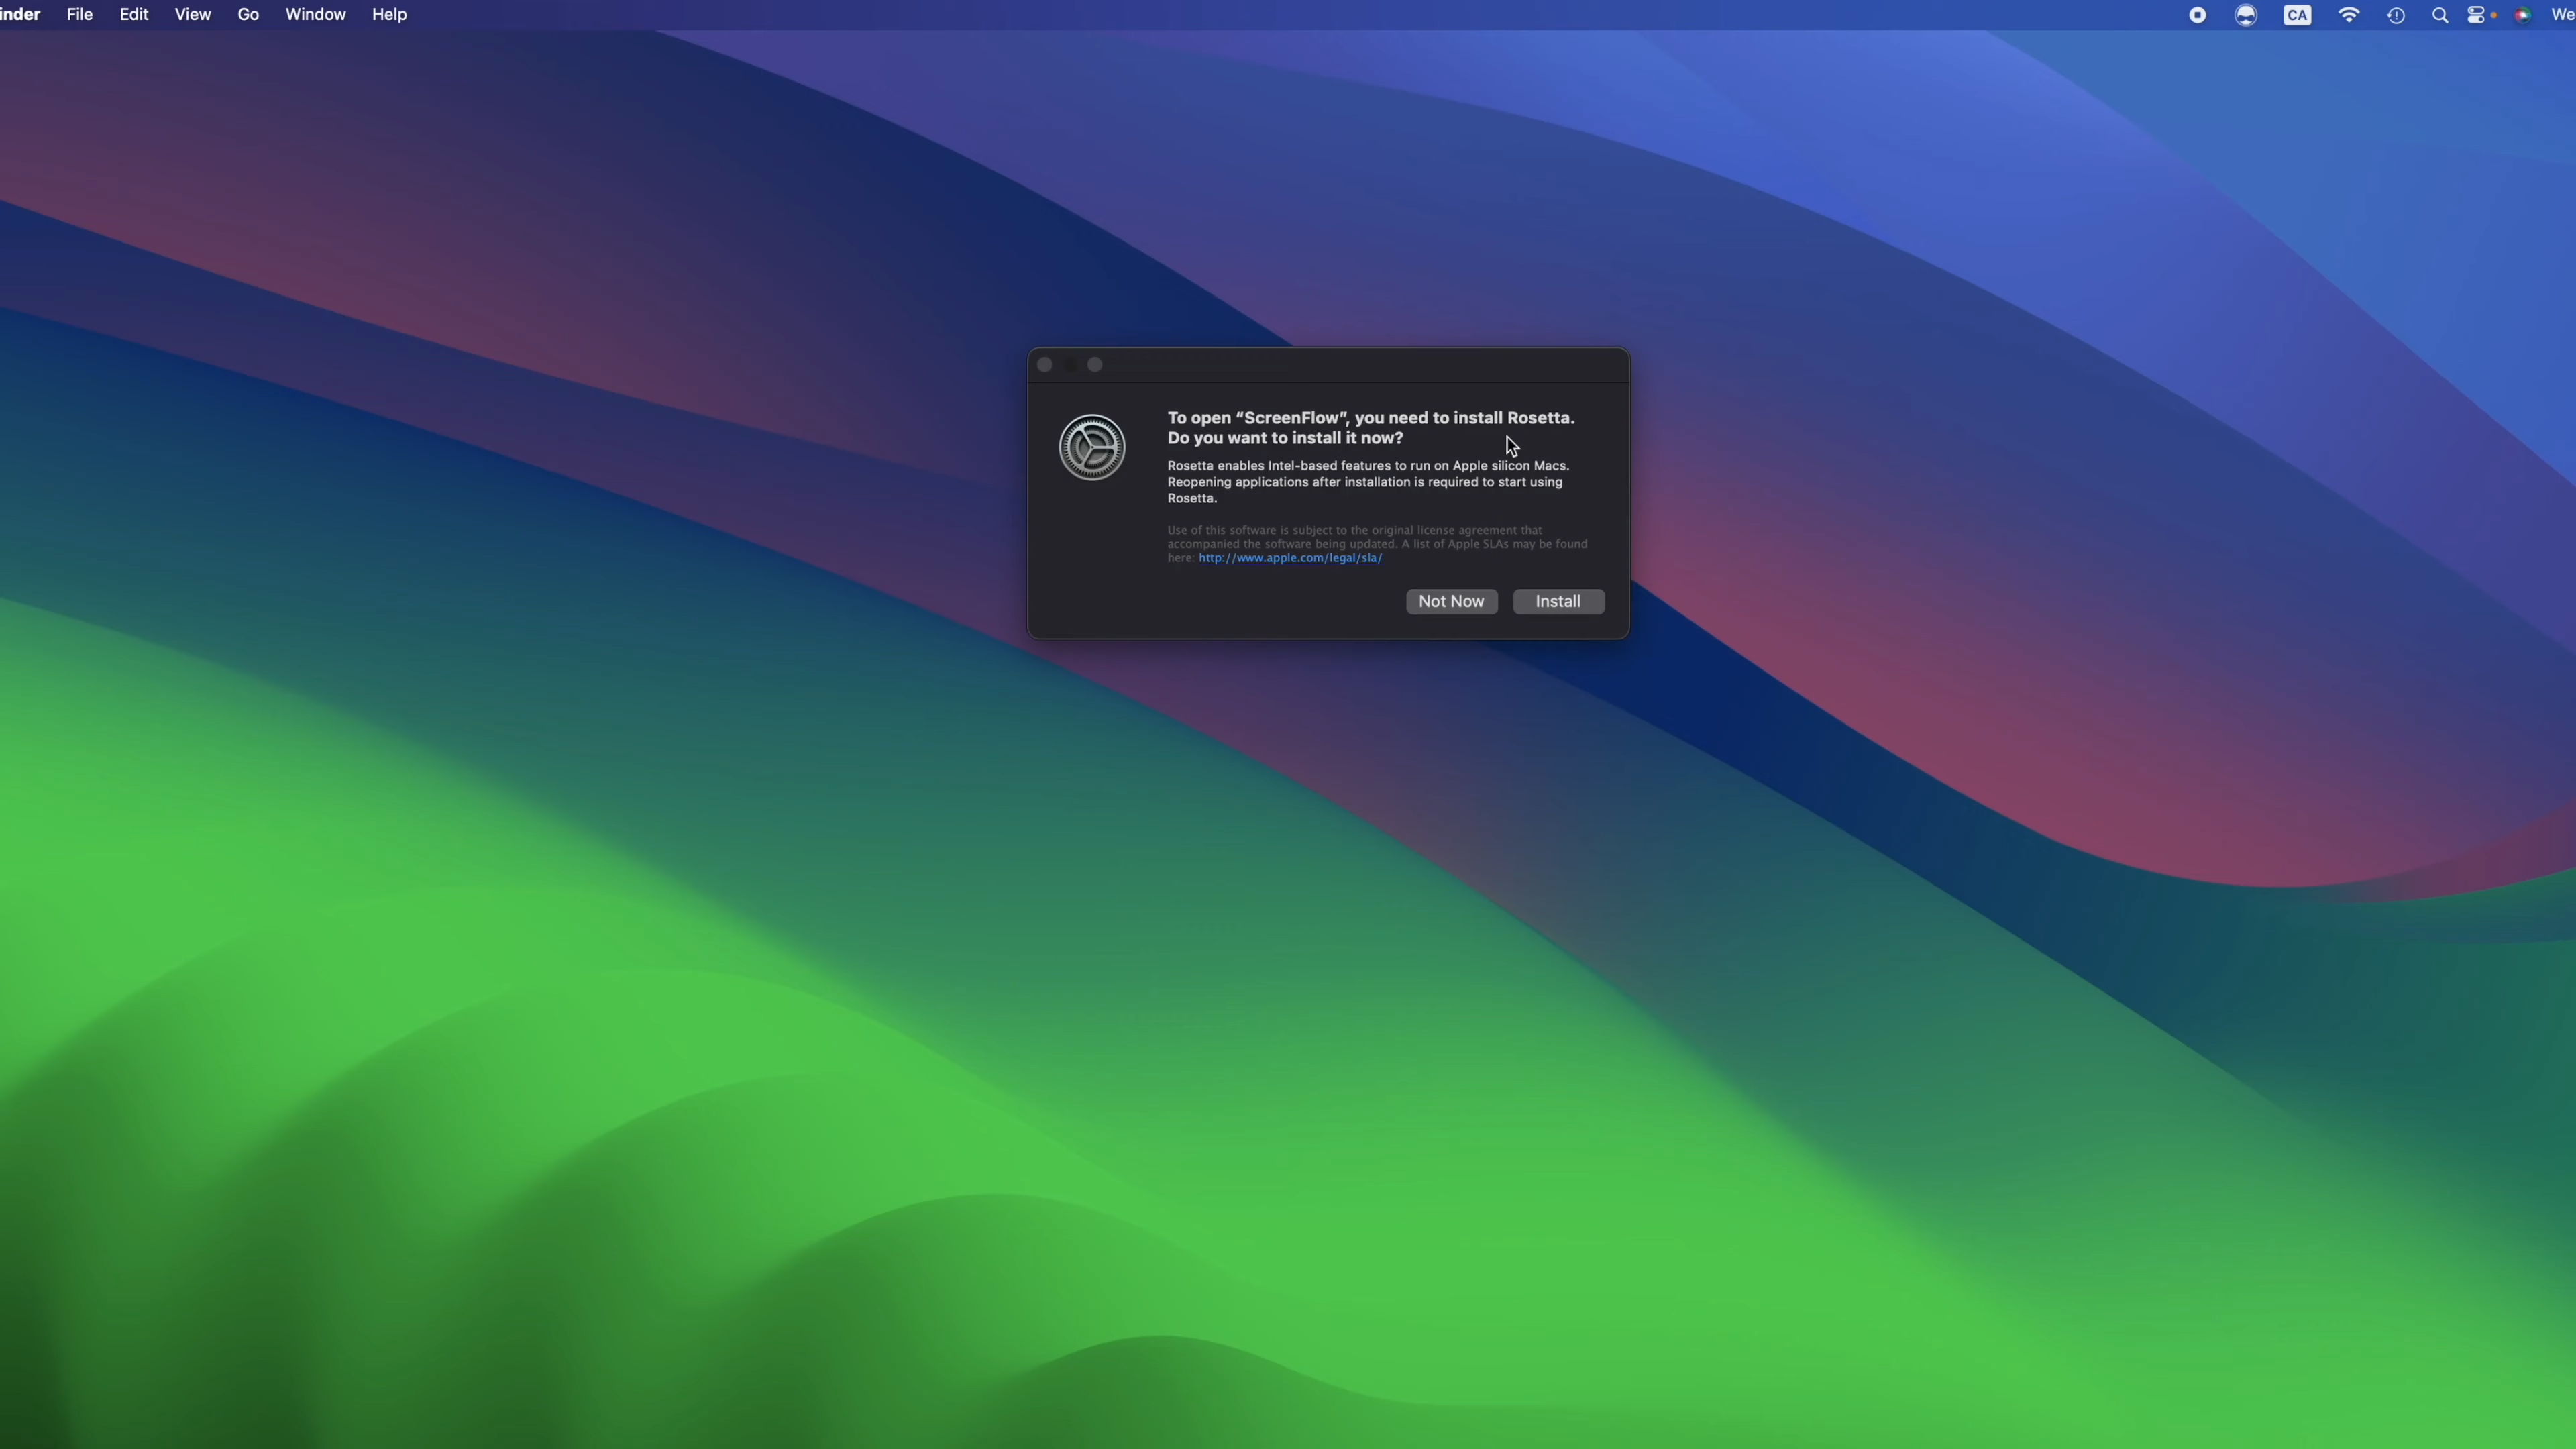 inder File Edit View Go Window Help CA We
To open “ScreenFlow”, you need to install Rosetta.
Do you want to install it now?
Rosetta enables Intel-based features to run on Apple silicon Macs.
Reopening applications after installation is required to start using
Rosetta.
Use of this software is subject to the original license agreement that
accompanied the software being updated. A list of Apple SLAs may be found
here: http://www.apple.com/legal/sla/
Not Now Install